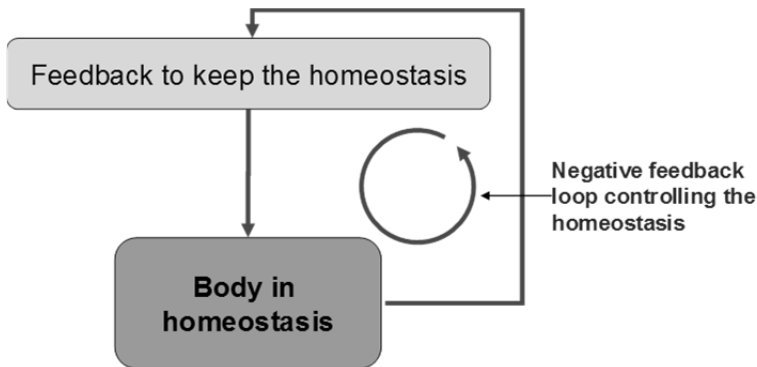 Feedback to keep the homeostasis
Negative feedback
loop controlling the
homeostasis
Body in
homeostasis